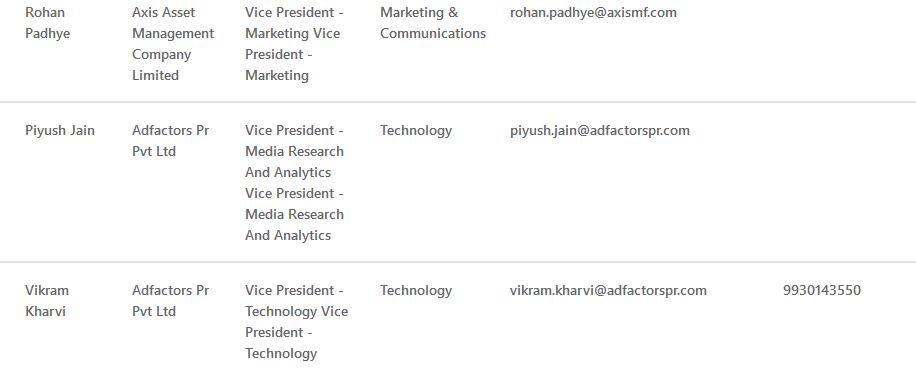 Rohan
Padhye
Axis Asset
Management
Company
Limited
Vice President -
Marketing Vice
President -
Marketing
Marketing &
Communications
rohan.padhye@axismf.com
Piyush Jain
Adfactors Pr
Pvt Ltd
Vice President -
Media Research
And Analytics
Vice President -
Media Research
And Analytics
Technology
piyush.jain@adfactorspr.com
Vikram
Kharvi
Adfactors Pr
Pvt Ltd
Vice President -
Technology Vice
President -
Technology
Technology
vikram.kharvi@adfactorspr.com
9930143550